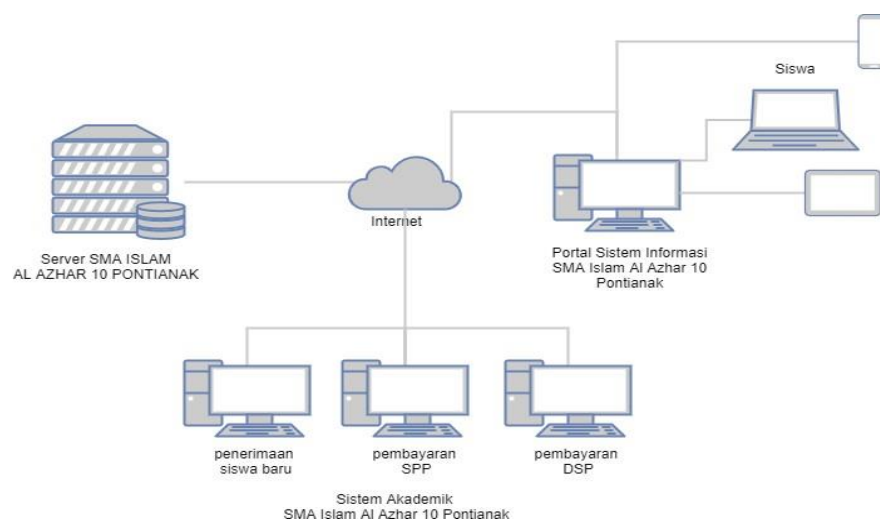 Siswa
Internet
Server SMA ISLAM
AL AZHAR 10 PONTIANAK
Portal Sistem Informasi
SMA Islam Al Azhar 10
Pontianak
penerimaan
siswa baru
pembayaran
SPP
pembayaran
DSP
Sistem Akademik
SMA Islam Al Azhar 10 Pontianak